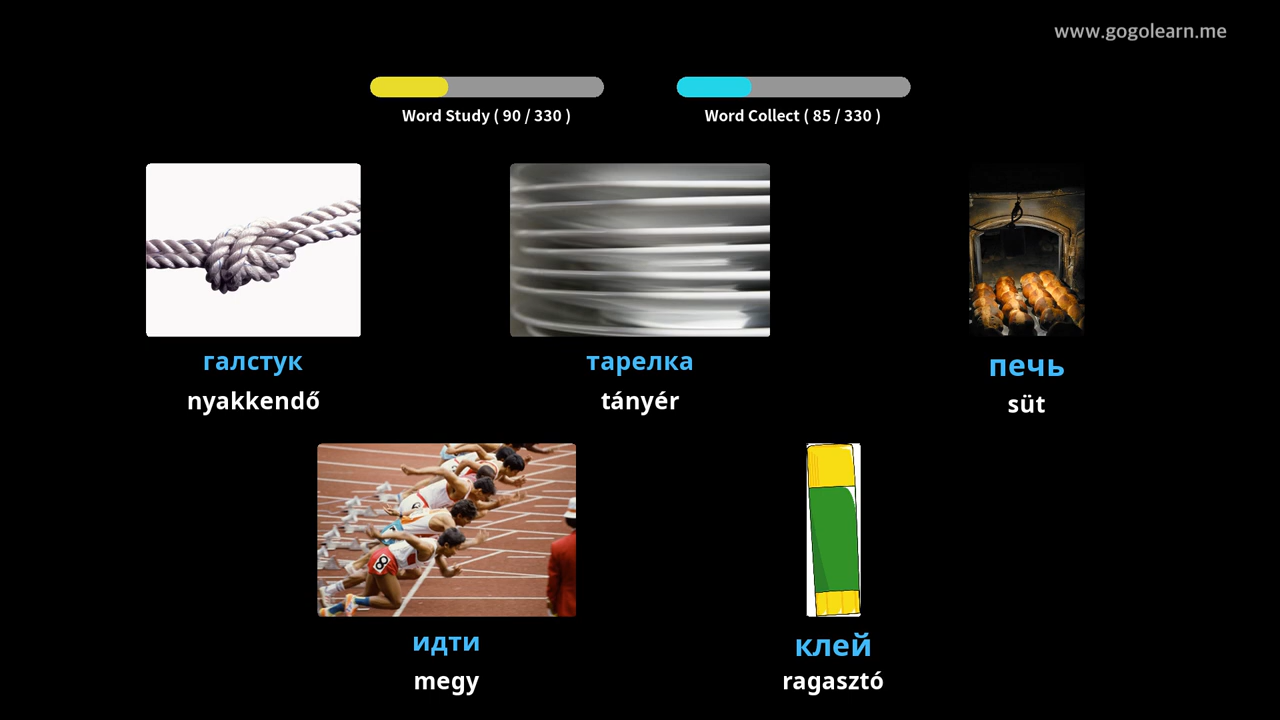 www.gogolearn.me
Word Study ( 90 / 330 )
Word Collect ( 85 / 330 )
галстук
nyakkendő
тарелка
tányér
печь
süt
идти
megy
клей
ragasztó